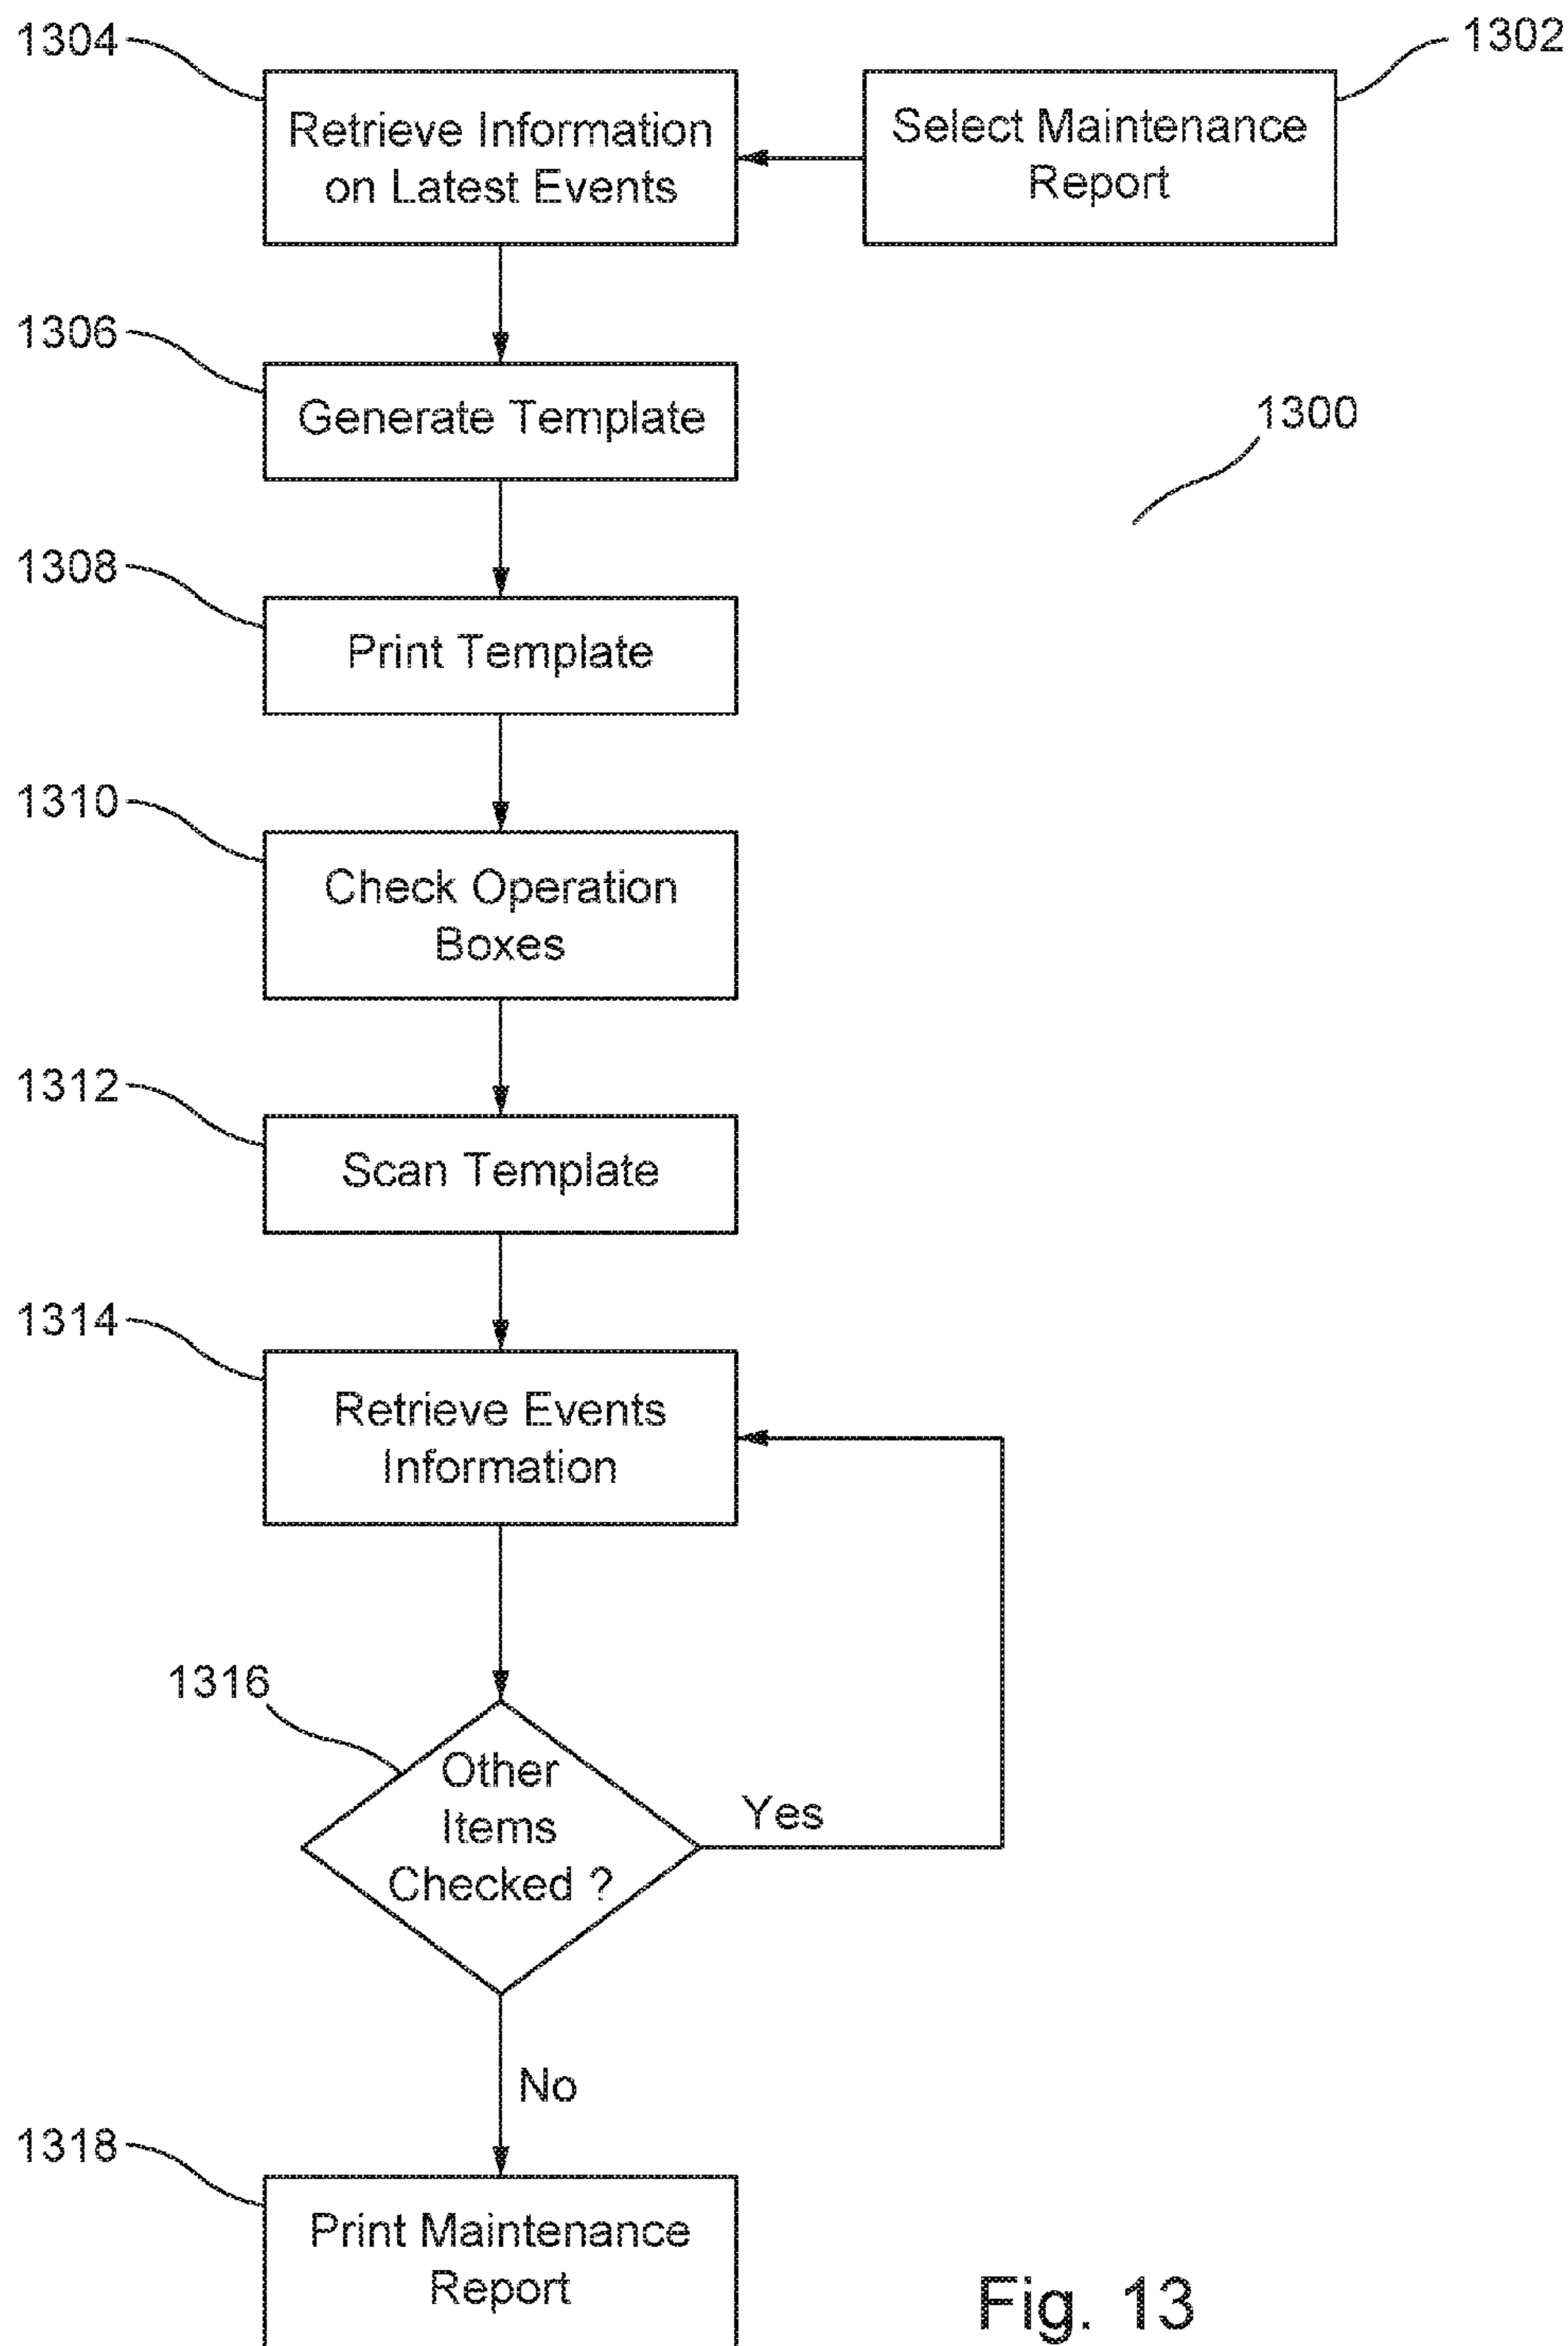 1304
1302
Retrieve Information
on Latest Events
Select Maintenance
Report
1306
Generate Template
1300
1308
Print Template
1310
Check Operation
Boxes
1312
Scan Template
1314
Retrieve Events
Information
1316
Other
Items
Checked ?
Yes
No
1318
Print Maintenance
Report
Fig. 13